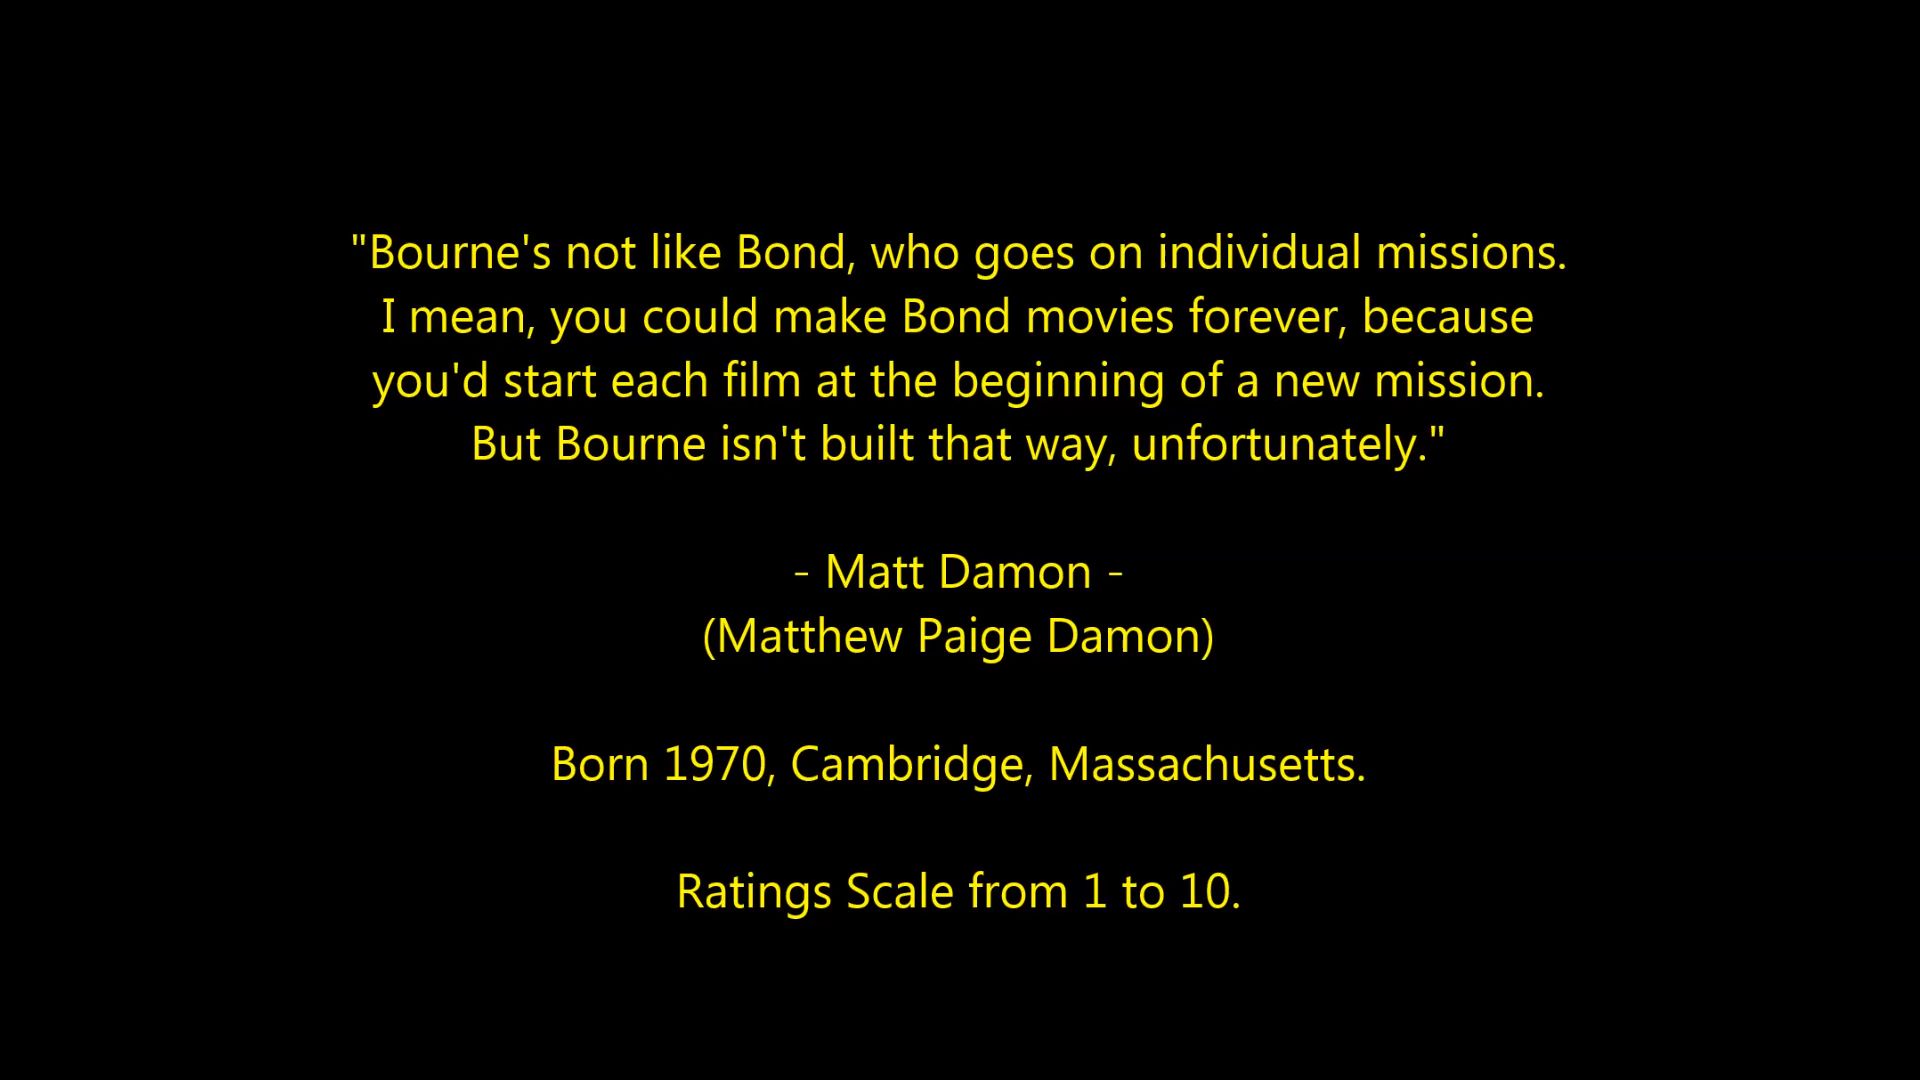 "Bourne's not like Bond, who goes on individual missions.
I mean, you could make Bond movies forever, because
you'd start each film at the beginning of a new mission.
But Bourne isn't built that way, unfortunately."
- Matt Damon -
(Matthew Paige Damon)
Born 1970, Cambridge, Massachusetts.
Ratings Scale from 1 to 10.